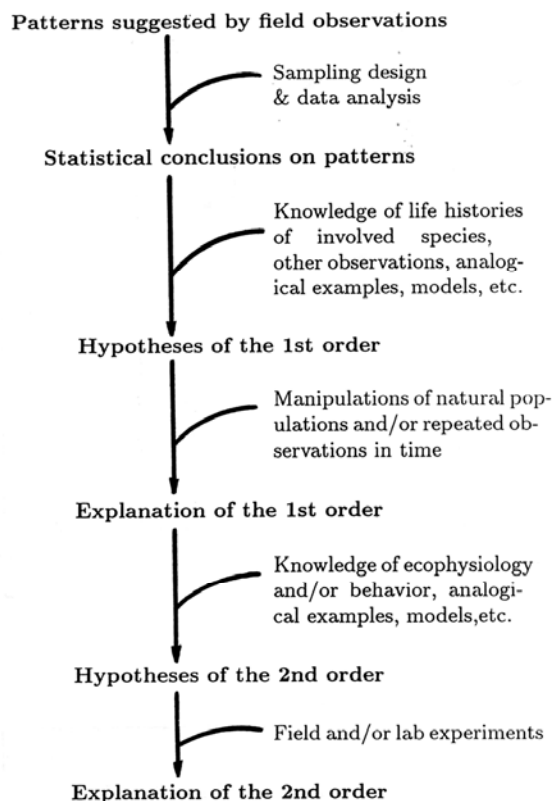 Patterns suggested by field observations
Sampling design
& data analysis
Statistical conclusions on patterns
Knowledge of life histories
of involved species,
other observations, analog-
ical examples, models, etc.
Hypotheses of the 1st order
Manipulations of natural pop-
ulations and/or repeated ob-
servations in time
Explanation of the 1st order
Knowledge of ecophysiology
and/or behavior, analogi-
cal examples, models,etc.
Hypotheses of the 2nd order
Field and/or lab experiments
Explanation of the 2nd order